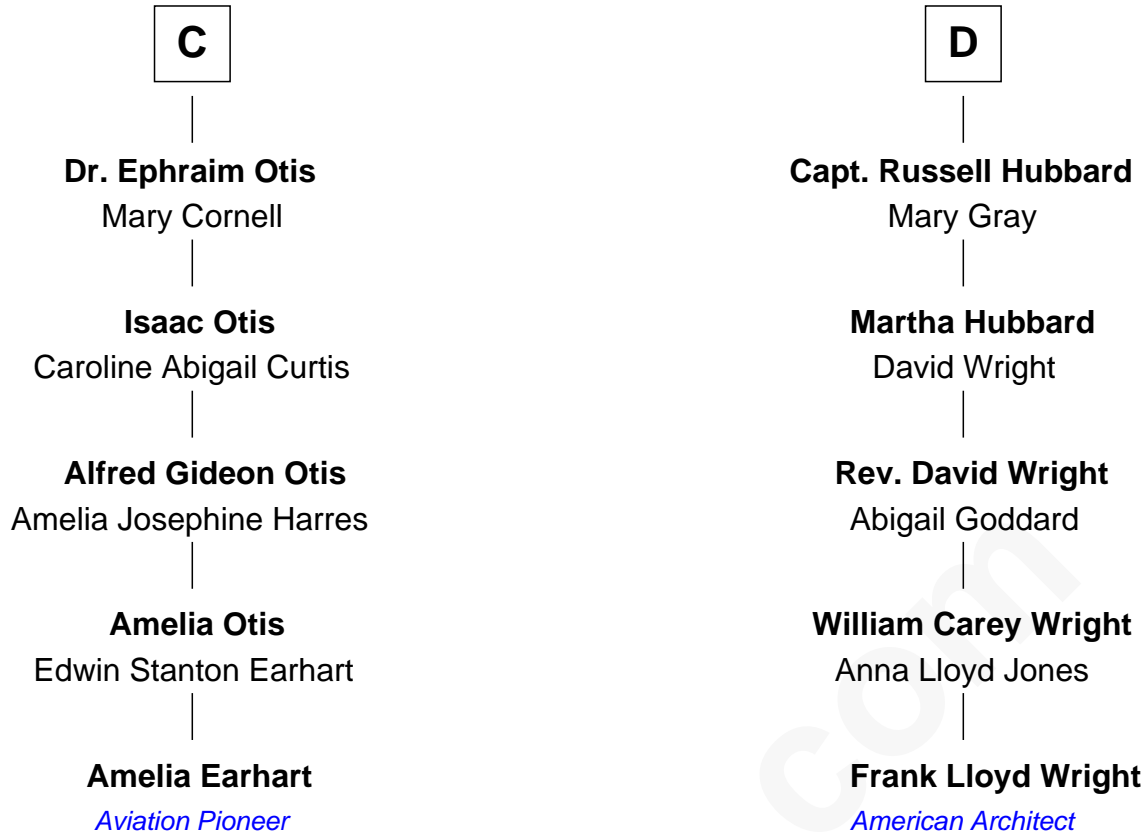 C
Dr. Ephraim Otis
Mary Cornell
Isaac Otis
Caroline Abigail Curtis
Alfred Gideon Otis
Amelia Josephine Harres
Amelia Otis
Edwin Stanton Earhart
Amelia Earhart
Aviation Pioneer
D
Capt. Russell Hubbard
Mary Gray
Martha Hubbard
David Wright
Rev. David Wright
Abigail Goddard
William Carey Wright
Anna Lloyd Jones
Frank Lloyd Wright
American Architect
com